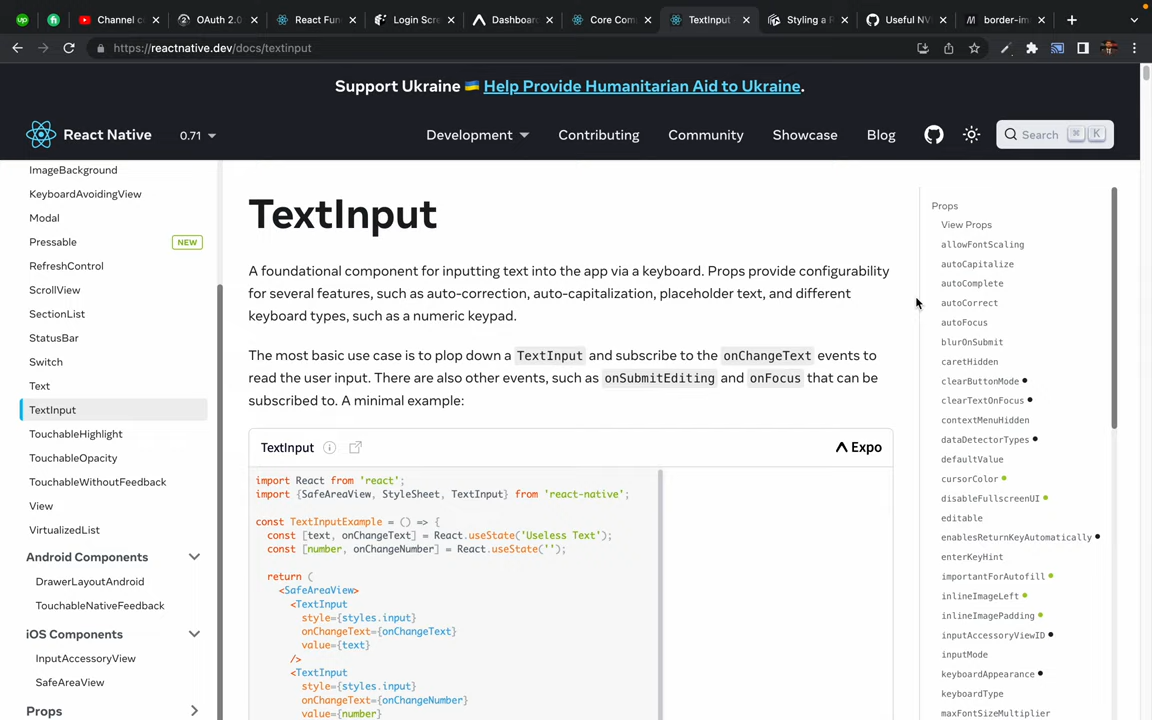 Channel c
OAuth 2.0
React Fun
Login Scre
Dashboar
Core Com
TextInput
Styling a R
Useful NV
border-im
https://reactnative.dev/docs/textinput
Support Ukraine 🇺🇦 Help Provide Humanitarian Aid to Ukraine.
React Native
0.71
Development
Contributing
Community
Showcase
Blog
Search ⌘ K
ImageBackground
KeyboardAvoidingView
Modal
Pressable NEW
RefreshControl
ScrollView
SectionList
StatusBar
Switch
Text
TextInput
TouchableHighlight
TouchableOpacity
TouchableWithoutFeedback
View
VirtualizedList
Android Components
DrawerLayoutAndroid
TouchableNativeFeedback
iOS Components
InputAccessoryView
SafeAreaView
Props
TextInput
A foundational component for inputting text into the app via a keyboard. Props provide configurability
for several features, such as auto-correction, auto-capitalization, placeholder text, and different
keyboard types, such as a numeric keypad.
The most basic use case is to plop down a TextInput and subscribe to the onChangeText events to
read the user input. There are also other events, such as onSubmitEditing and onFocus that can be
subscribed to. A minimal example:
TextInput
Expo
import React from 'react';
import {SafeAreaView, StyleSheet, TextInput} from 'react-native';
const TextInputExample = () => {
const [text, onChangeText] = React.useState('Useless Text');
const [number, onChangeNumber] = React.useState('');
return (
<SafeAreaView>
<TextInput
style={styles.input}
onChangeText={onChangeText}
value={text}
/>
<TextInput
style={styles.input}
onChangeText={onChangeNumber}
value={number}
Props
View Props
allowFontScaling
autoCapitalize
autoComplete
autoCorrect
autoFocus
blurOnSubmit
caretHidden
clearButtonMode
clearTextOnFocus
contextMenuHidden
dataDetectorTypes
defaultValue
cursorColor
disableFullscreenUI
editable
enablesReturnKeyAutomatically
enterKeyHint
importantForAutofill
inlineImageLeft
inlineImagePadding
inputAccessoryViewID
inputMode
keyboardAppearance
keyboardType
maxFontSizeMultiplier